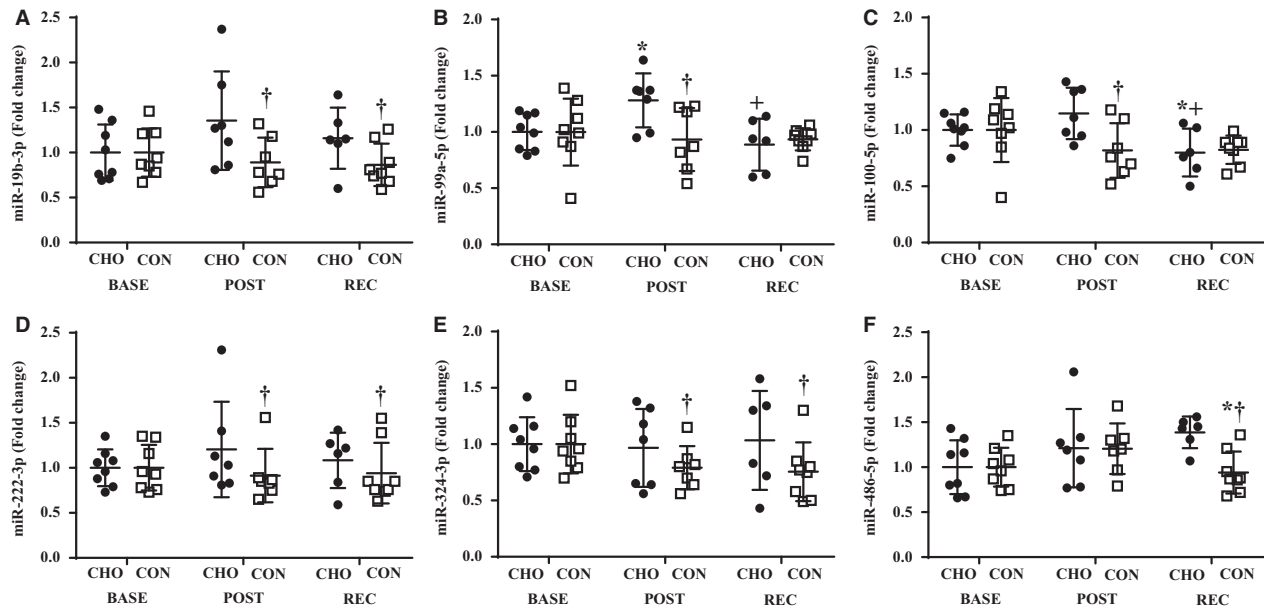 A
miR-19b-3p (Fold change)
2.5
2.0
1.5
1.0
0.5
0.0
†
†
CHO CON CHO CON CHO CON
BASE POST REC
B
miR-99a-5p (Fold change)
2.0
1.5
1.0
0.5
0.0
*
†
+
CHO CON CHO CON CHO CON
BASE POST REC
C
miR-100-5p (Fold change)
2.0
1.5
1.0
0.5
0.0
†
*+
CHO CON CHO CON CHO CON
BASE POST REC
D
miR-222-3p (Fold change)
2.5
2.0
1.5
1.0
0.5
0.0
†
†
CHO CON CHO CON CHO CON
BASE POST REC
E
miR-324-3p (Fold change)
2.0
1.5
1.0
0.5
0.0
†
†
CHO CON CHO CON CHO CON
BASE POST REC
F
miR-486-5p (Fold change)
2.5
2.0
1.5
1.0
0.5
0.0
*†
CHO CON CHO CON CHO CON
BASE POST REC